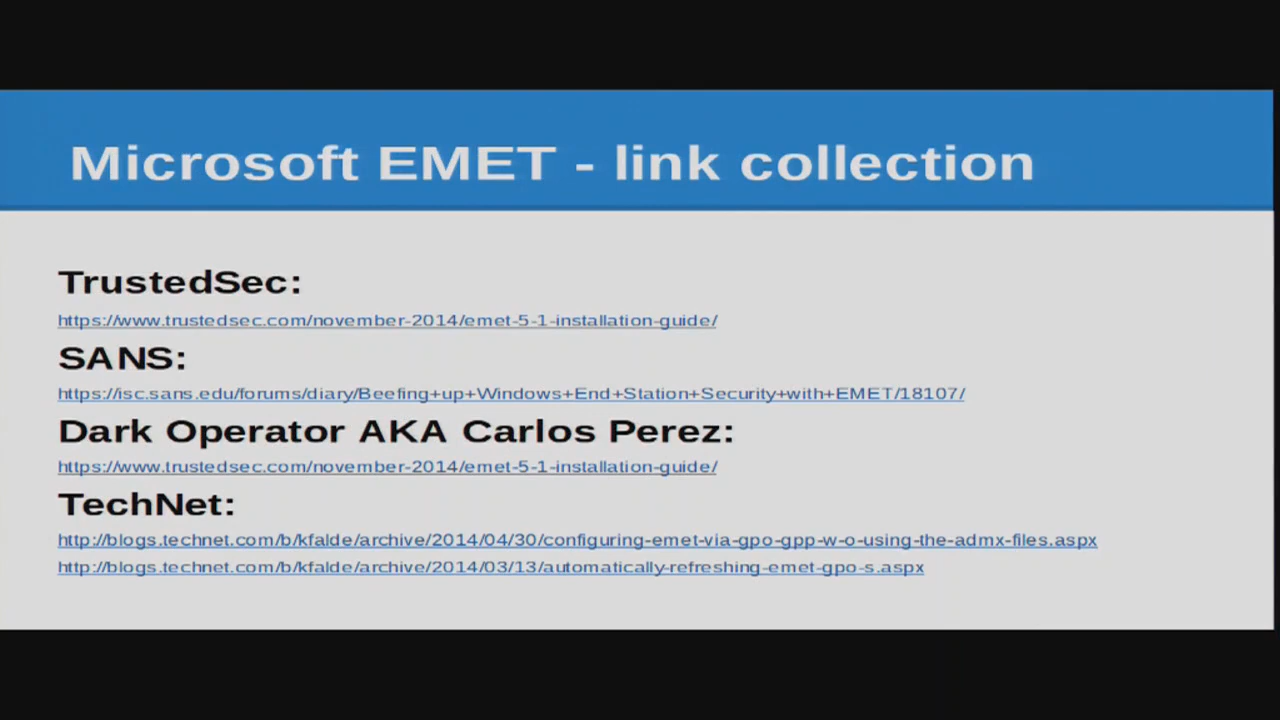 Microsoft EMET - link collection
TrustedSec:
https://www.trustedsec.com/november-2014/emet-5-1-installation-guide/
SANS:
https://isc.sans.edu/forums/diary/Beefing+up+Windows+End+Station+Security+with+EMET/18107/
Dark Operator AKA Carlos Perez:
https://www.trustedsec.com/november-2014/emet-5-1-installation-guide/
TechNet:
http://blogs.technet.com/b/kfalde/archive/2014/04/30/configuring-emet-via-gpo-gpp-w-o-using-the-admx-files.aspx
http://blogs.technet.com/b/kfalde/archive/2014/03/13/automatically-refreshing-emet-gpo-s.aspx